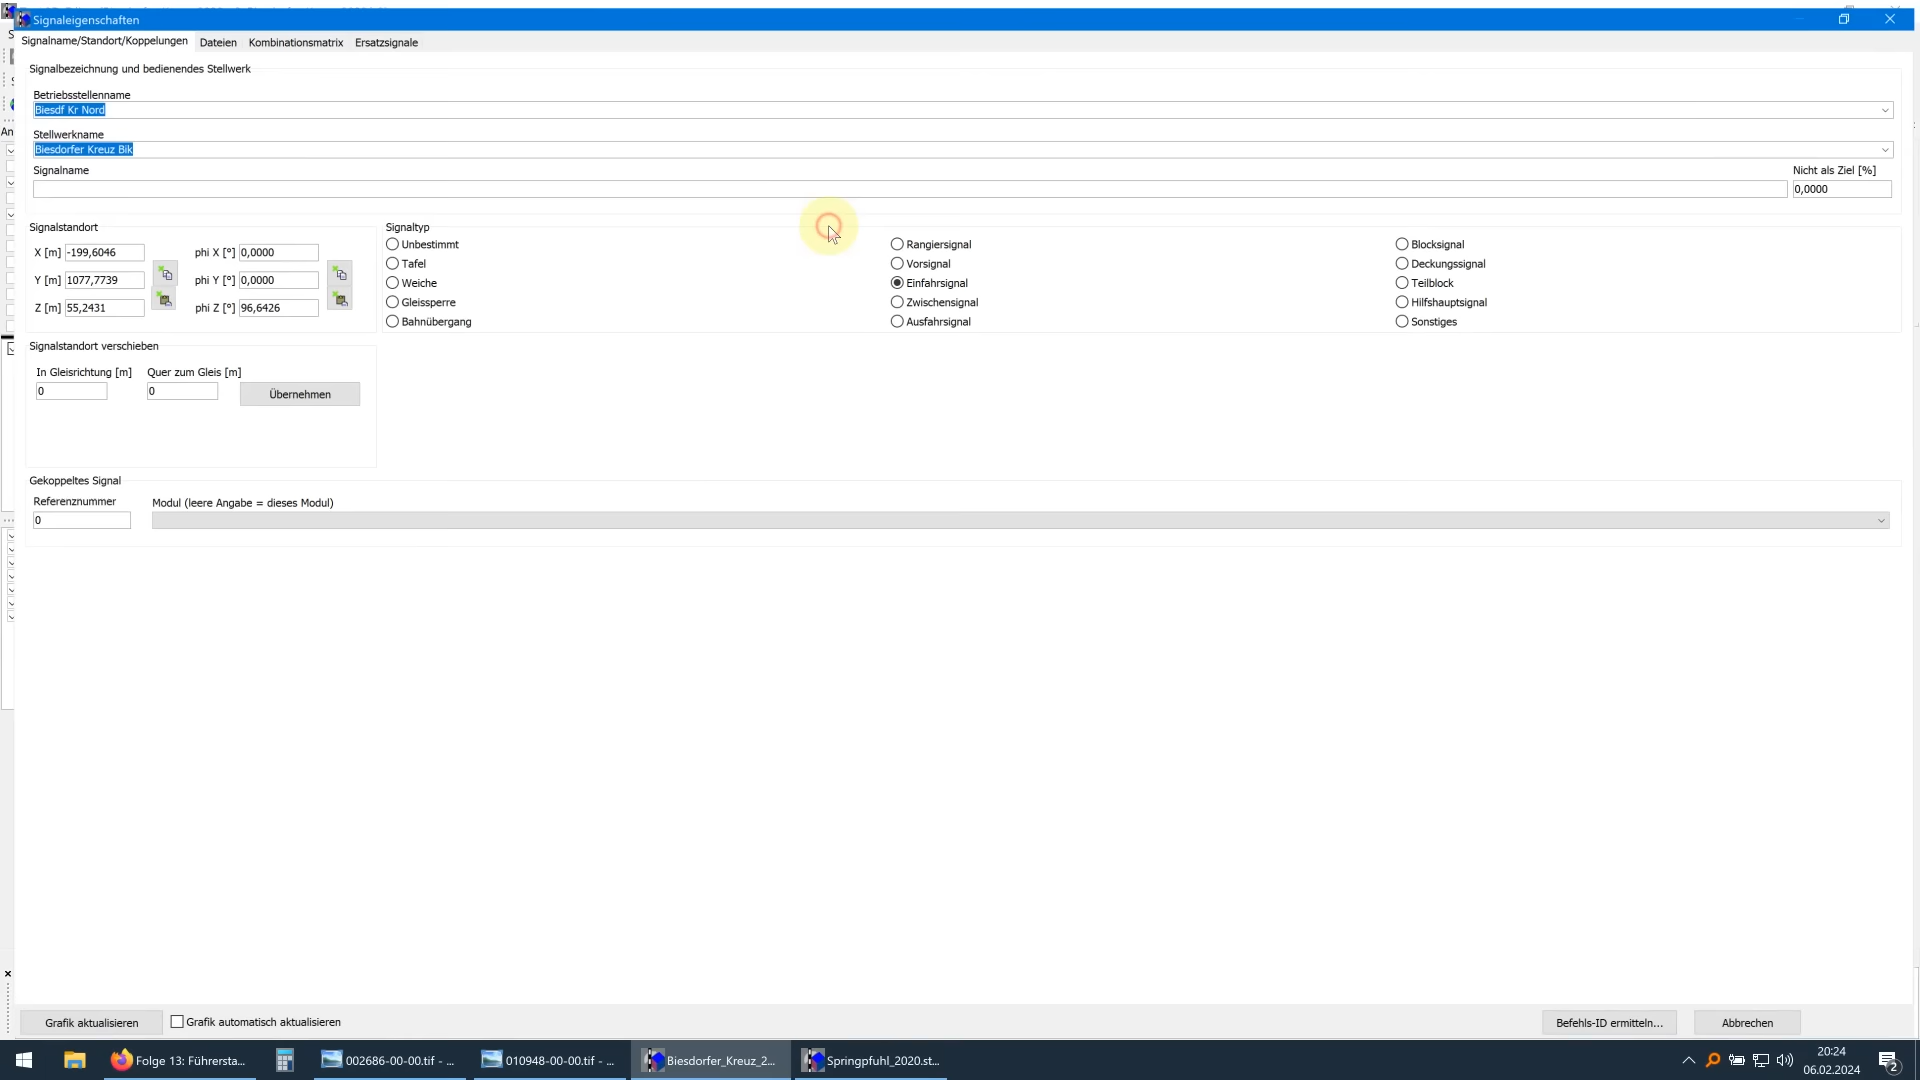 Signaleigenschaften
Signalname/Standort/Koppelungen Dateien Kombinationsmatrix Ersatzsignale
Signalbezeichnung und bedienendes Stellwerk
Betriebsstellenname
Biesdf Kr Nord
Stellwerkname
Biesdorfer Kreuz Bik
Signalname Nicht als Ziel [%]
0,0000
Signalstandort Signaltyp
X [m] -199,6046 phi X [°] 0,0000 Unbestimmt Rangiersignal Blocksignal
Tafel Vorsignal Deckungssignal
Y [m] 1077,7739 phi Y [°] 0,0000 Weiche Einfahrsignal Teilblock
Z [m] 55,2431 phi Z [°] 96,6426 Gleissperre Zwischensignal Hilfshauptsignal
Bahnübergang Ausfahrsignal Sonstiges
Signalstandort verschieben
In Gleisrichtung [m] Quer zum Gleis [m]
0 0 Übernehmen
Gekoppeltes Signal
Referenznummer Modul (leere Angabe = dieses Modul)
0
An
Grafik aktualisieren Grafik automatisch aktualisieren Befehls-ID ermitteln... Abbrechen
Folge 13: Führersta... 002686-00-00.tif - ... 010948-00-00.tif - ... Biesdorfer_Kreuz_2... Springpfuhl_2020.st... 20:24
06.02.2024 2